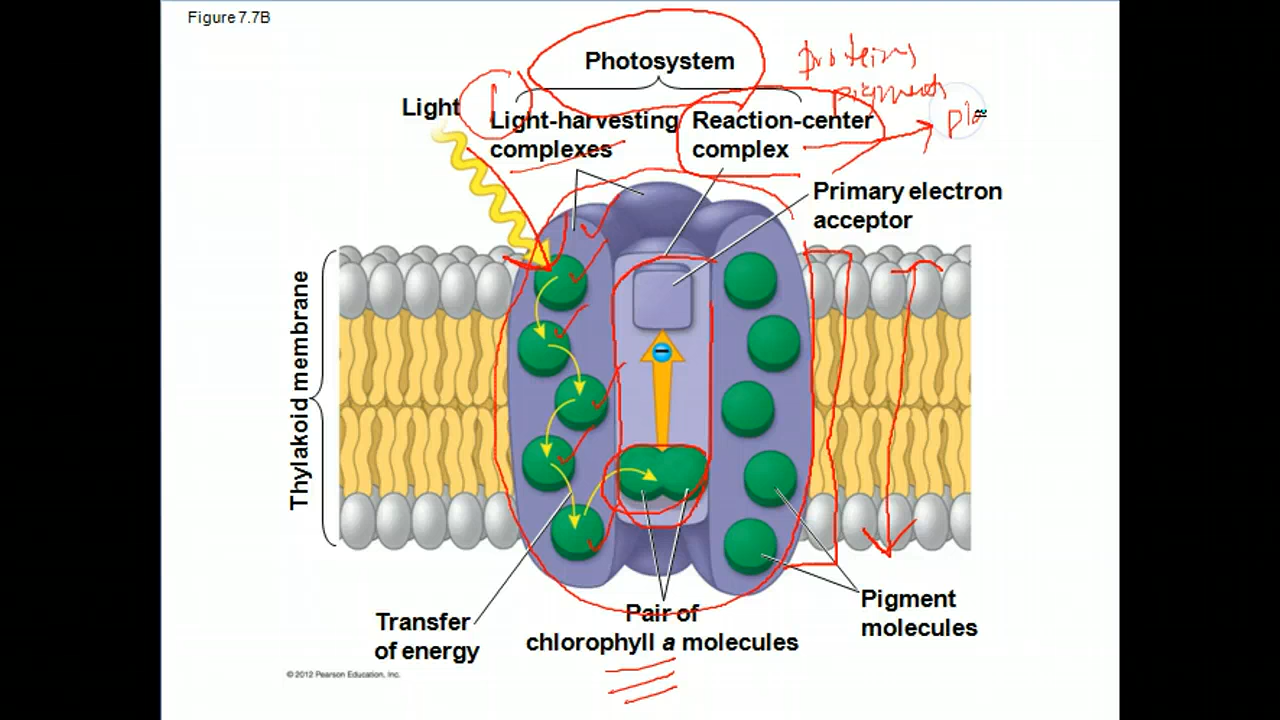 Figure 7.7B
Photosystem
proteins
pigments
Light
Light-harvesting
complexes
Reaction-center
complex
Primary electron
acceptor
Thylakoid membrane
Transfer
of energy
Pair of
chlorophyll a molecules
Pigment
molecules
© 2012 Pearson Education, Inc.